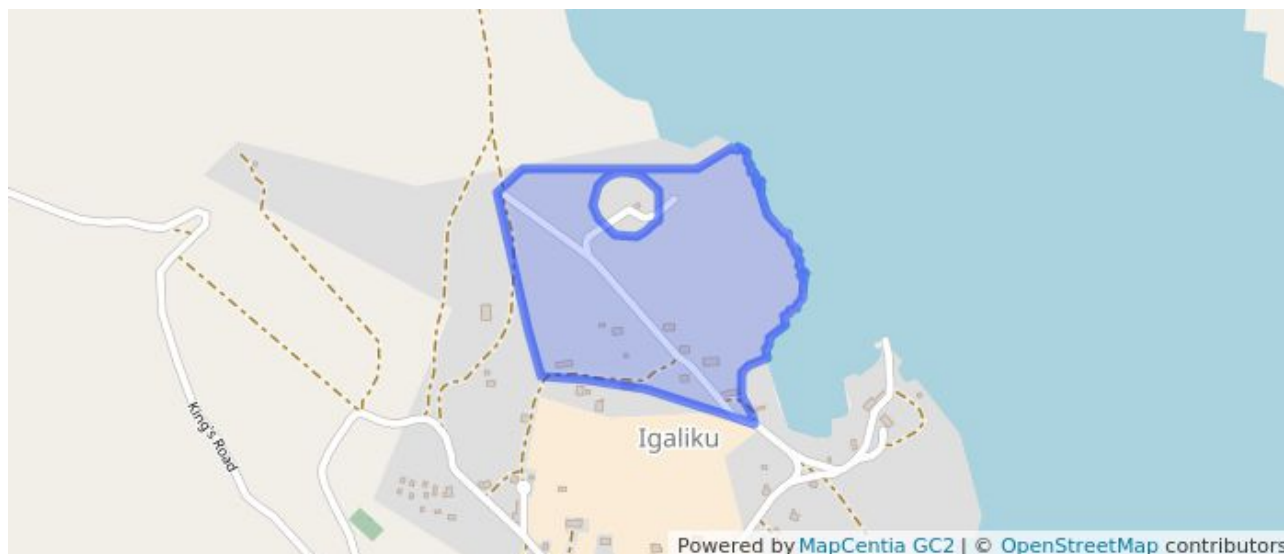 King's Road
Igaliku
Powered by MapCentia GC2 | © OpenStreetMap contributors